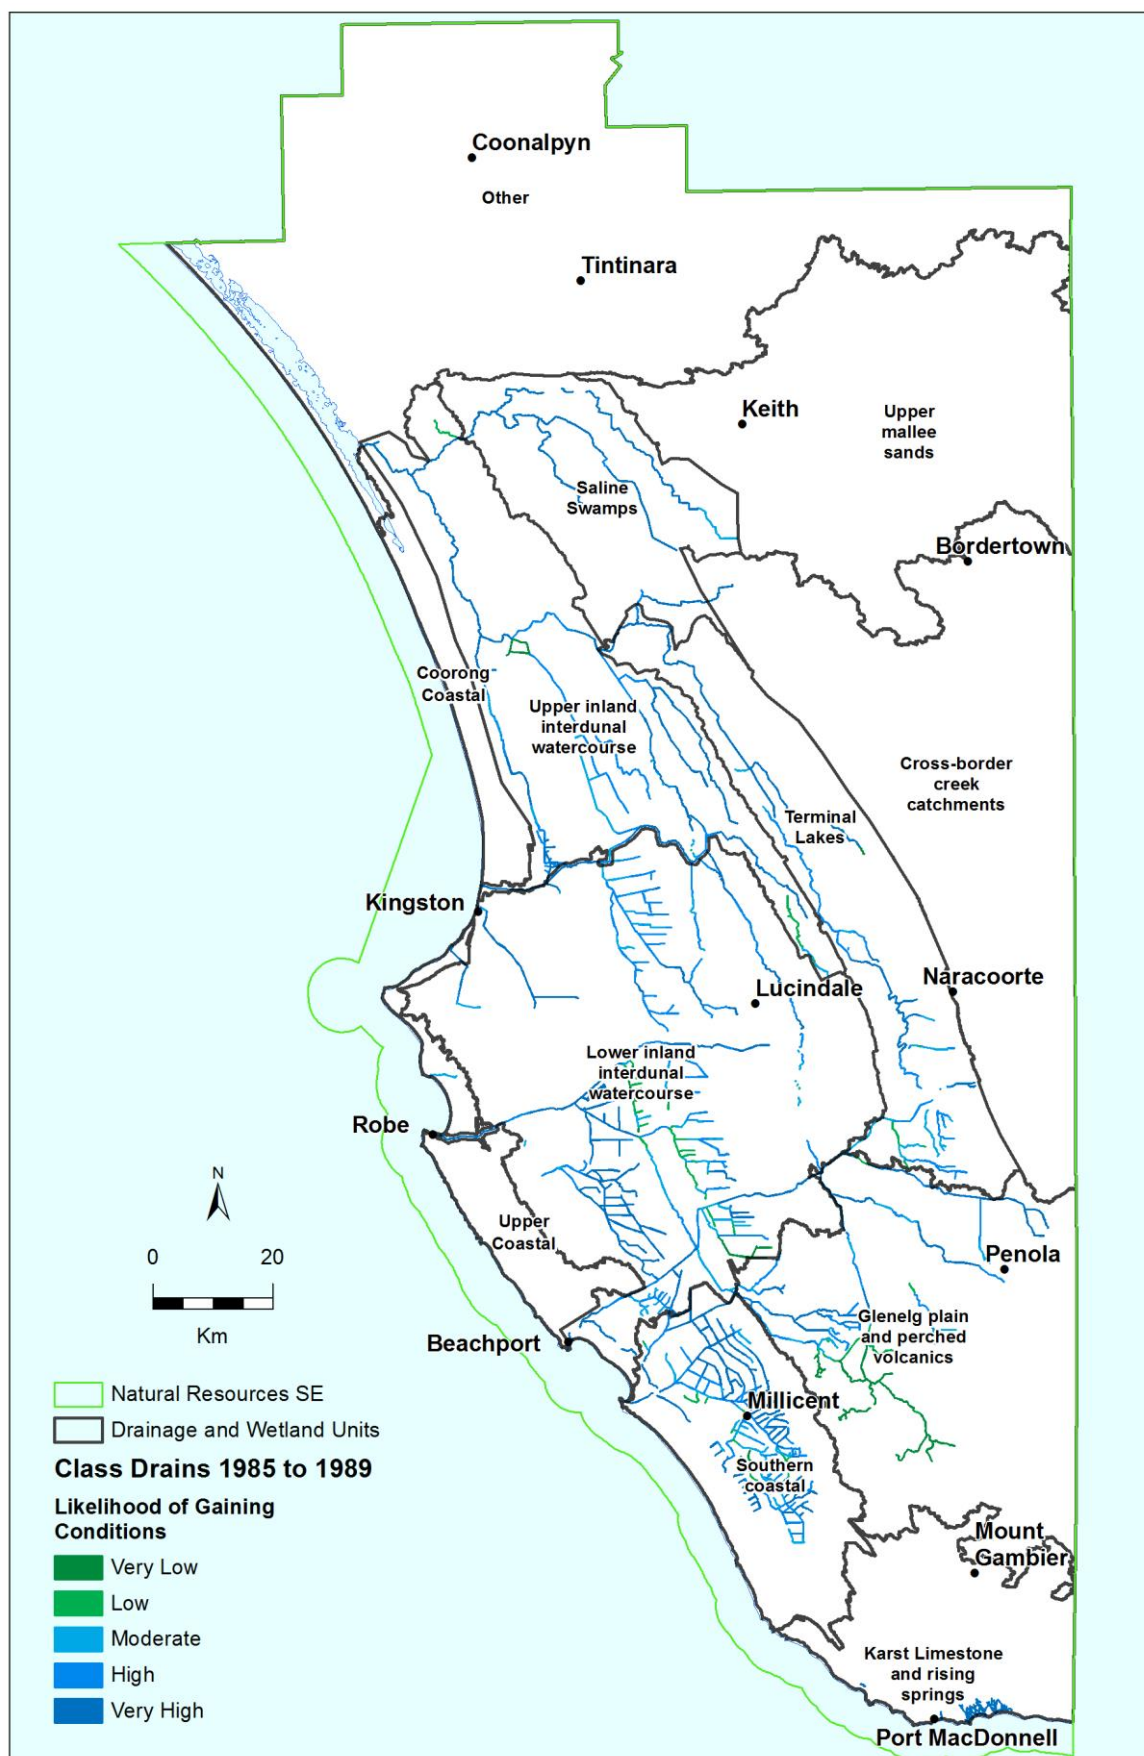 Coonalpyn
Other
Tintinara
Keith
Upper
mallee
sands
Saline
Swamps
Bordertown
Coorong
Coastal
Upper inland
interdunal
watercourse
Cross-border
creek
catchments
Terminal
Lakes
Kingston
Naracoorte
Lucindale
Lower inland
interdunal
watercourse
Robe
N
Upper
Coastal
0 20
Km
Penola
Glenelg plain
and perched
volcanics
Beachport
Millicent
Southern
coastal
Natural Resources SE
Drainage and Wetland Units
Class Drains 1985 to 1989
Likelihood of Gaining
Conditions
Very Low
Low
Moderate
High
Very High
Mount
Gambier
Karst Limestone
and rising
springs
Port MacDonnell